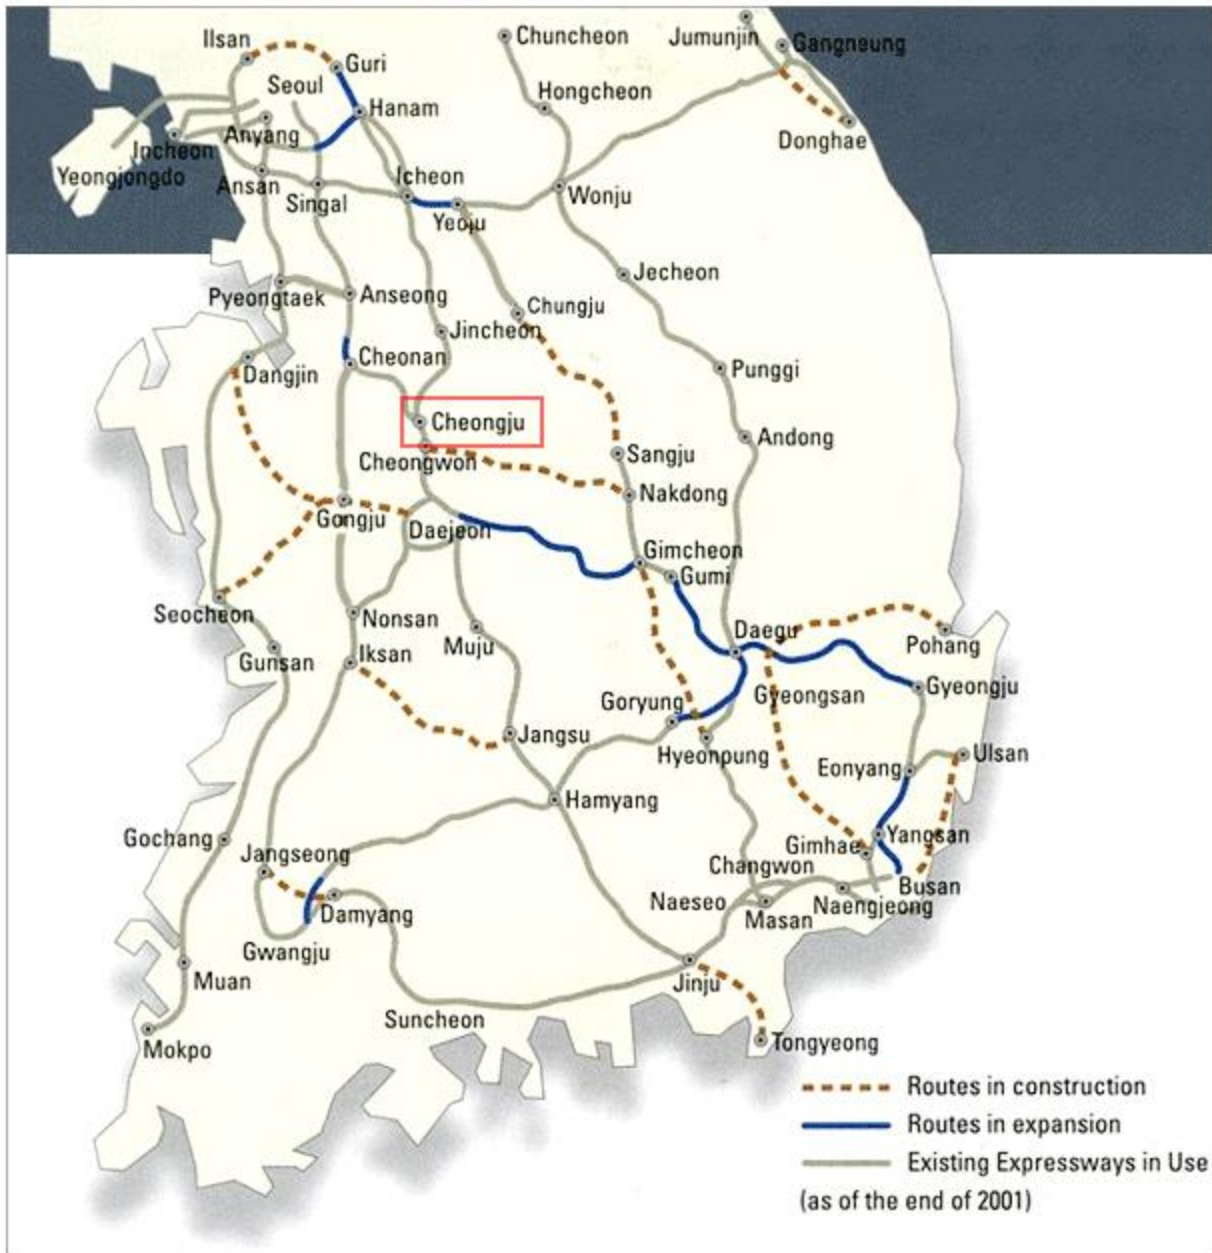 Ilsan
Guri
Seoul
Hanam
Chuncheon
Hongcheon
Jumunjin
Gangneung
Donghae
Anyang
Incheon
Yeongjongdo
Ansan
Singal
Icheon
Yeoju
Wonju
Jecheon
Pyeongtaek
Anseong
Chungju
Jincheon
Cheonan
Dangjin
Punggi
Cheongju
Andong
Cheongwon
Sangju
Nakdong
Gongju
Daejeon
Gimcheon
Gumi
Seocheon
Nonsan
Muju
Daegu
Pohang
Gunsan
Iksan
Gyeongsan
Gyeongju
Goryung
Jangsu
Hyeonpung
Ulsan
Eonyang
Hamyang
Gochang
Jangseong
Gimhae
Yangsan
Changwon
Busan
Naeseo
Masan
Naengjeong
Damyang
Gwangju
Muan
Jinju
Suncheon
Mokpo
Tongyeong
Routes in construction
Routes in expansion
Existing Expressways in Use
(as of the end of 2001)